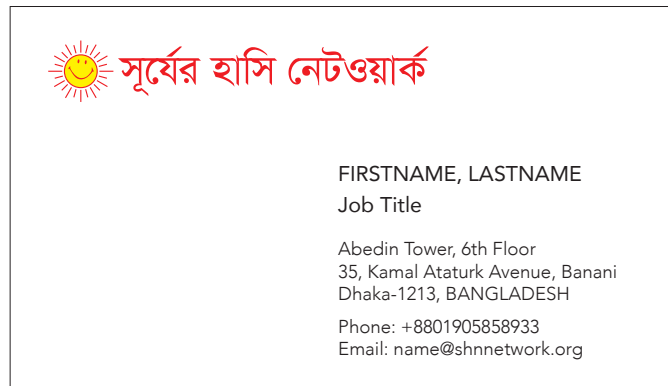 সূর্যের হাসি নেটওয়ার্ক
FIRSTNAME, LASTNAME
Job Title
Abedin Tower, 6th Floor
35, Kamal Ataturk Avenue, Banani
Dhaka-1213, BANGLADESH
Phone: +8801905858933
Email: name@shnnetwork.org